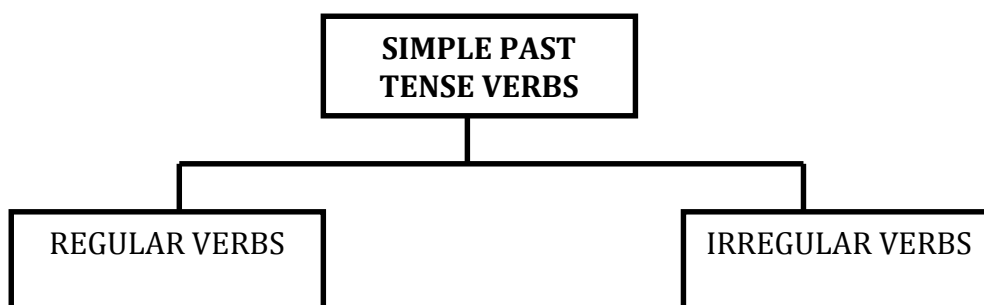 SIMPLE PAST
TENSE VERBS
REGULAR VERBS
IRREGULAR VERBS